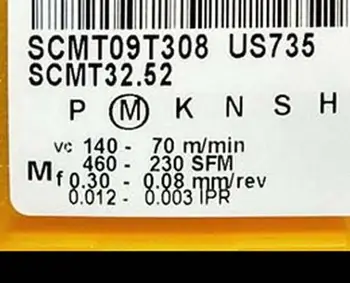 SCMT09T308 US735
SCMT32.52
P M K N S H
vc 140 - 70 m/min
460 - 230 SFM
M
f 0.30 - 0.08 mm/rev
0.012 - 0.003 IPR